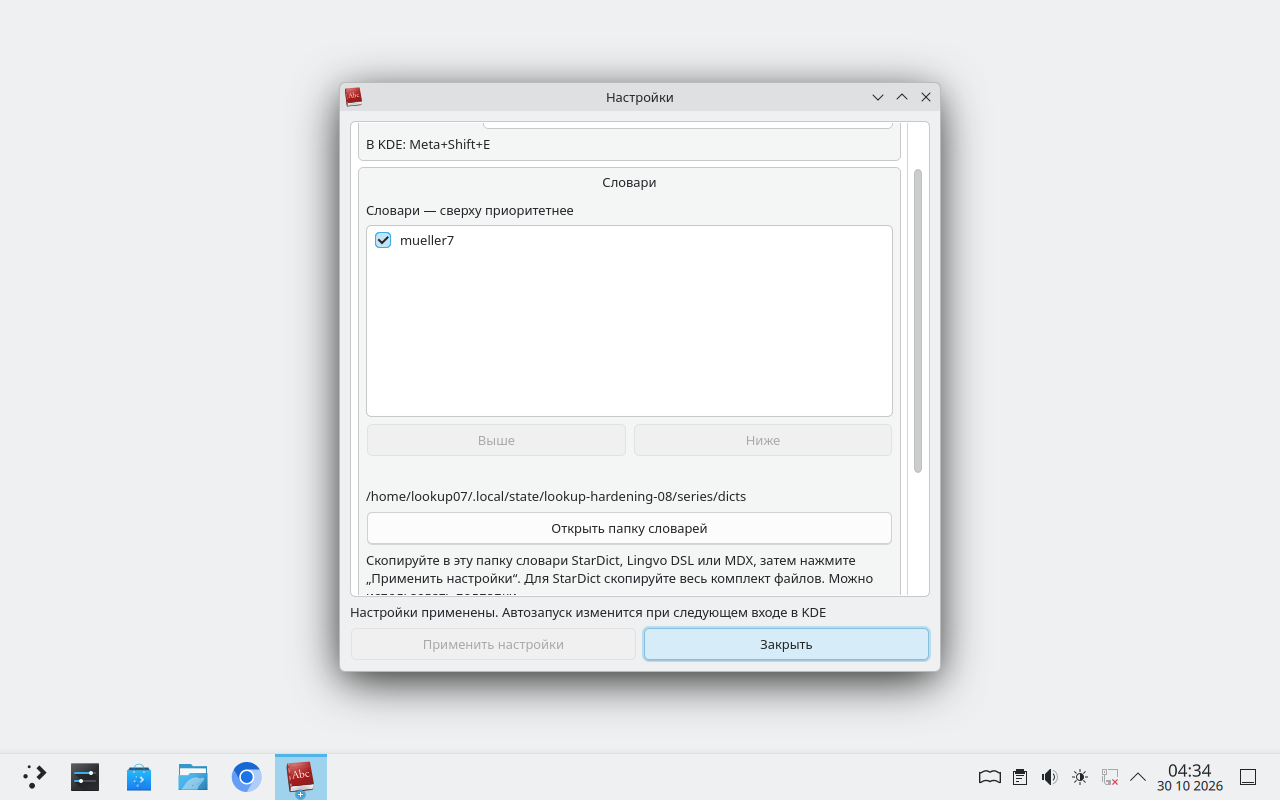 Настройки
В KDE: Meta+Shift+E
Словари
Словари — сверху приоритетнее
mueller7
Выше
Ниже
/home/lookup07/.local/state/lookup-hardening-08/series/dicts
Открыть папку словарей
Скопируйте в эту папку словари StarDict, Lingvo DSL или MDX, затем нажмите
„Применить настройки“. Для StarDict скопируйте весь комплект файлов. Можно
Настройки применены. Автозапуск изменится при следующем входе в KDE
Применить настройки
Закрыть
Abc
04:34
30 10 2026